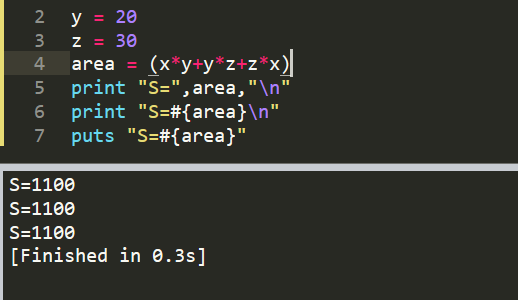 2 y = 20
3 z = 30
4 area = (x*y+y*z+z*x)
5 print "S=",area,"\n"
6 print "S=#{area}\n"
7 puts "S=#{area}"
S=1100
S=1100
S=1100
[Finished in 0.3s]